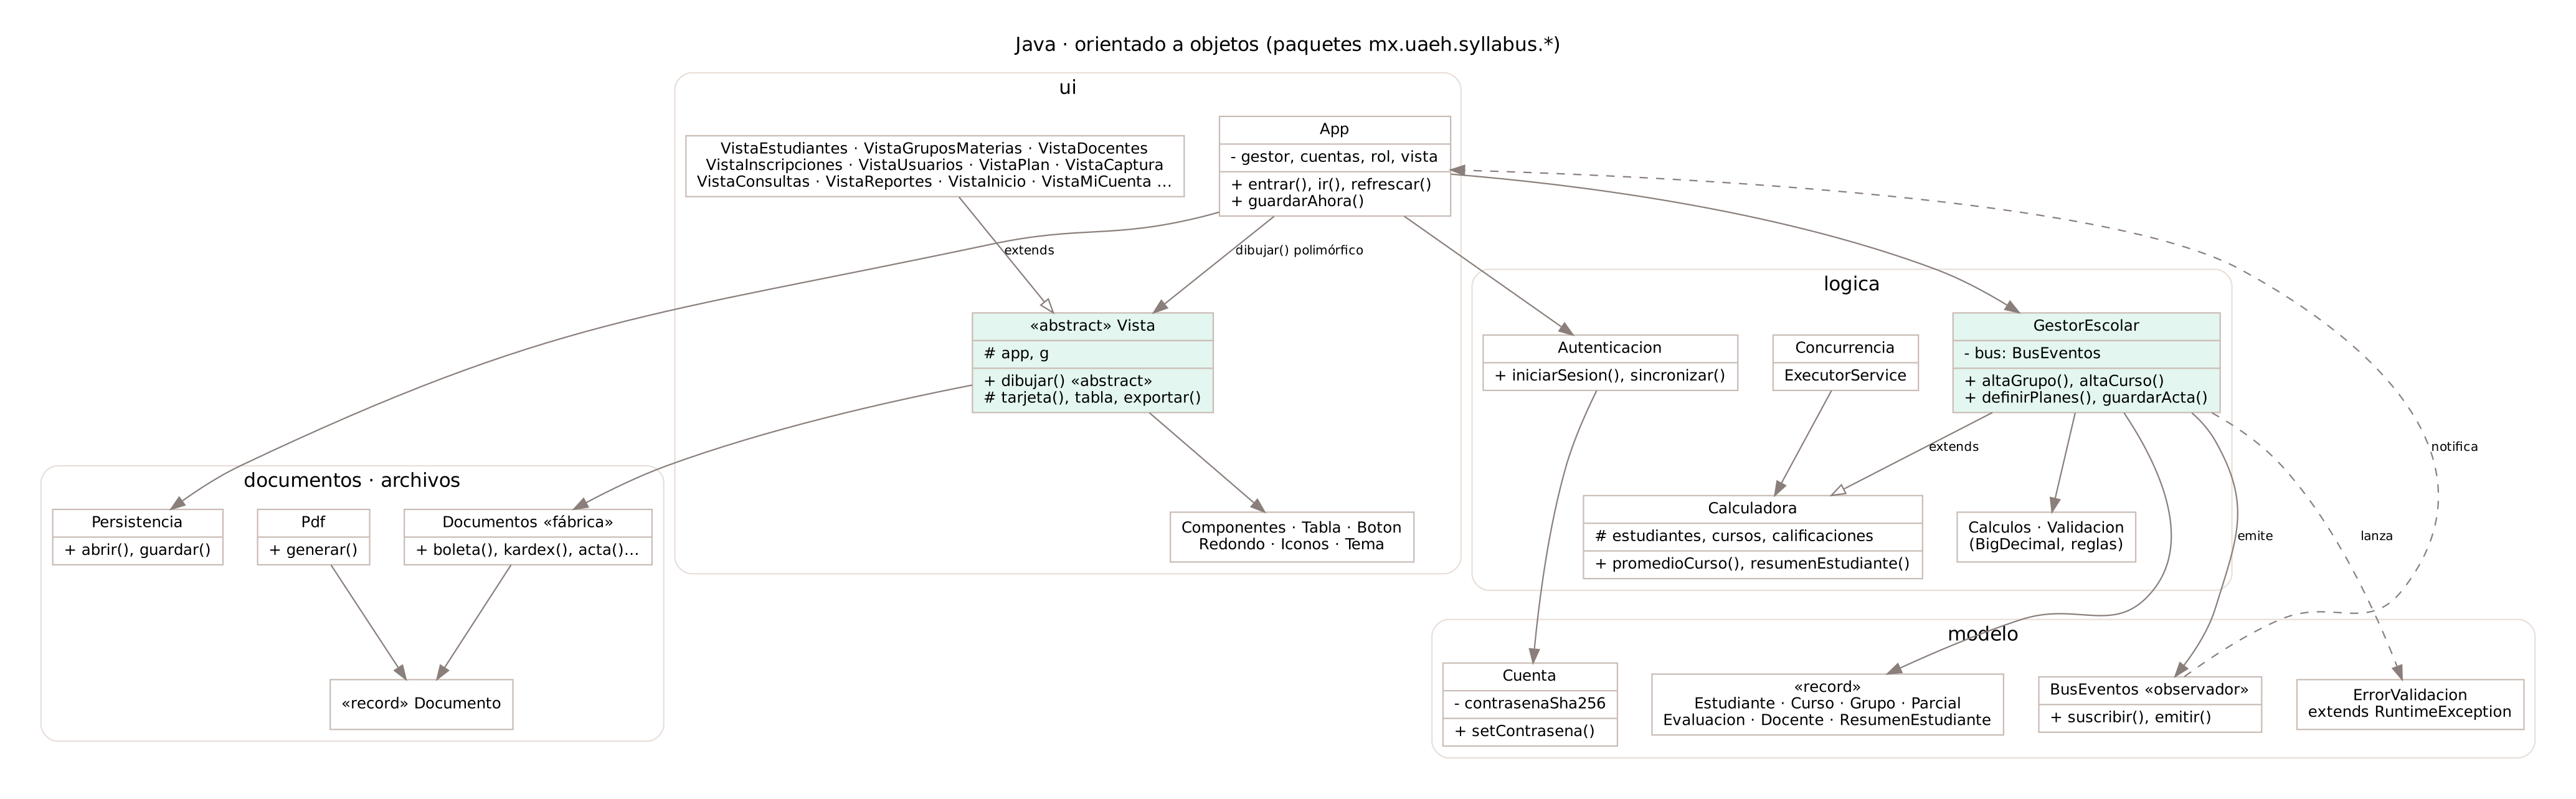 Java · orientado a objetos (paquetes mx.uaeh.syllabus.*)
ui
VistaEstudiantes · VistaGruposMaterias · VistaDocentes
VistaInscripciones · VistaUsuarios · VistaPlan · VistaCaptura
VistaConsultas · VistaReportes · VistaInicio · VistaMiCuenta ...
App
- gestor, cuentas, rol, vista
+ entrar(), ir(), refrescar()
+ guardarAhora()
extends
dibujar() polimórfico
«abstract» Vista
# app, g
+ dibujar() «abstract»
# tarjeta(), tabla, exportar()
Componentes · Tabla · Boton
Redondo · Iconos · Tema
logica
Autenticacion
+ iniciarSesion(), sincronizar()
Concurrencia
ExecutorService
GestorEscolar
- bus: BusEventos
+ altaGrupo(), altaCurso()
+ definirPlanes(), guardarActa()
extends
Calculadora
# estudiantes, cursos, calificaciones
+ promedioCurso(), resumenEstudiante()
Calculos · Validacion
(BigDecimal, reglas)
notifica
emite
lanza
documentos · archivos
Persistencia
+ abrir(), guardar()
Pdf
+ generar()
Documentos «fábrica»
+ boleta(), kardex(), acta()...
«record» Documento
modelo
Cuenta
- contrasenaSha256
+ setContrasena()
«record»
Estudiante · Curso · Grupo · Parcial
Evaluacion · Docente · ResumenEstudiante
BusEventos «observador»
+ suscribir(), emitir()
ErrorValidacion
extends RuntimeException